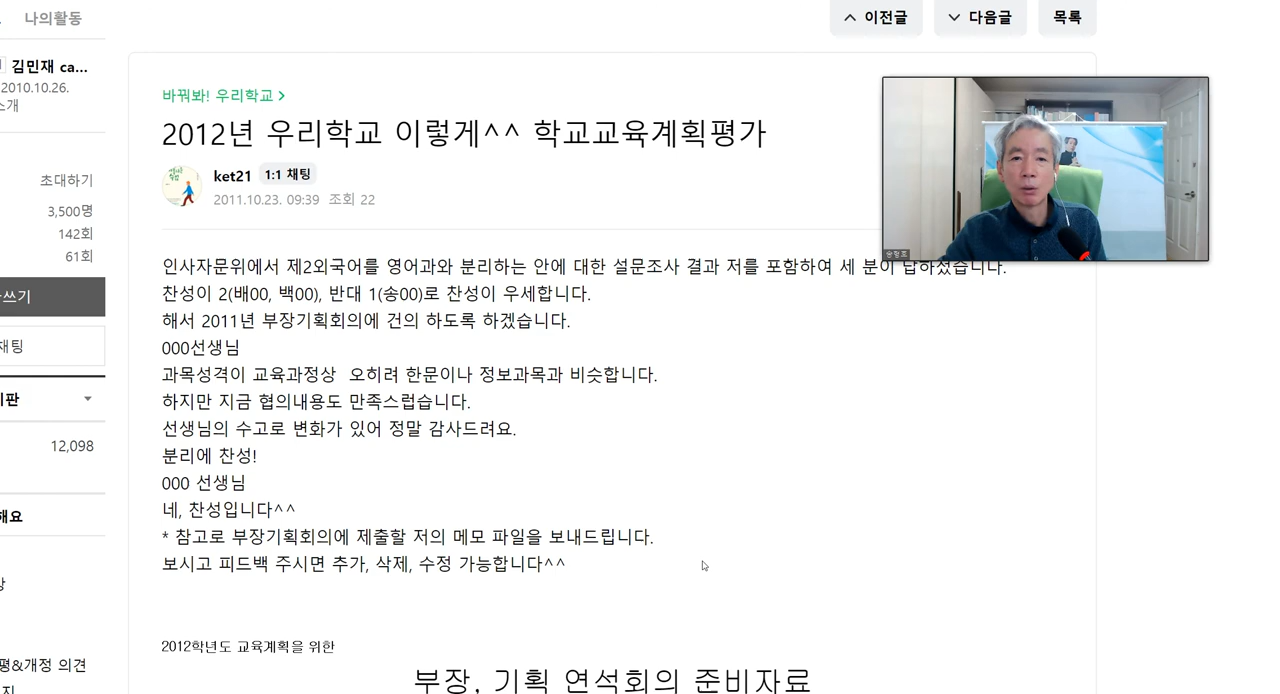 나의활동
이전글
다음글
목록
김민재 ca...
2010.10.26.
소개
초대하기
3,500명
142회
61회
쓰기
채팅
12,098
해요
평&개정 의견
바꿔봐! 우리학교
2012년 우리학교 이렇게^^ 학교교육계획평가
ket21 1:1 채팅
2011.10.23. 09:39 조회 22
인사자문위에서 제2외국어를 영어과와 분리하는 안에 대한 설문조사 결과 저를 포함하여 세 분이 답하셨습니다.
찬성이 2(배00, 백00), 반대 1(송00)로 찬성이 우세합니다.
해서 2011년 부장기획회의에 건의 하도록 하겠습니다.
000선생님
과목성격이 교육과정상 오히려 한문이나 정보과목과 비슷합니다.
하지만 지금 협의내용도 만족스럽습니다.
선생님의 수고로 변화가 있어 정말 감사드려요.
분리에 찬성!
000 선생님
네, 찬성입니다^^
* 참고로 부장기획회의에 제출할 저의 메모 파일을 보내드립니다.
보시고 피드백 주시면 추가, 삭제, 수정 가능합니다^^
2012학년도 교육계획을 위한
부장, 기획 연석회의 준비자료